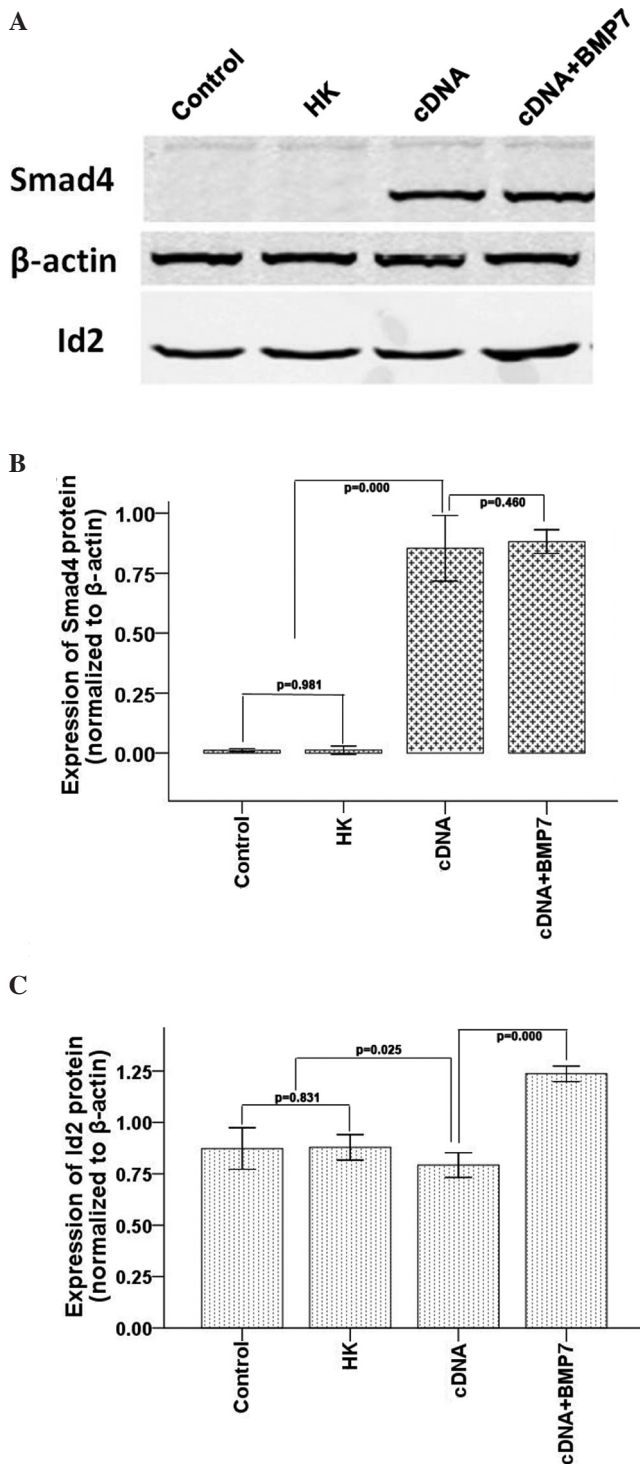 A
Control HK cDNA cDNA+BMP7
Smad4
β-actin
Id2
B
Expression of Smad4 protein
(normalized to β-actin)
1.00
0.75
0.50
0.25
0.00
p=0.000
p=0.460
p=0.981
Control HK cDNA cDNA+BMP7
C
Expression of Id2 protein
(normalized to β-actin)
1.25
1.00
0.75
0.50
0.25
0.00
p=0.000
p=0.025
p=0.831
Control HK cDNA cDNA+BMP7